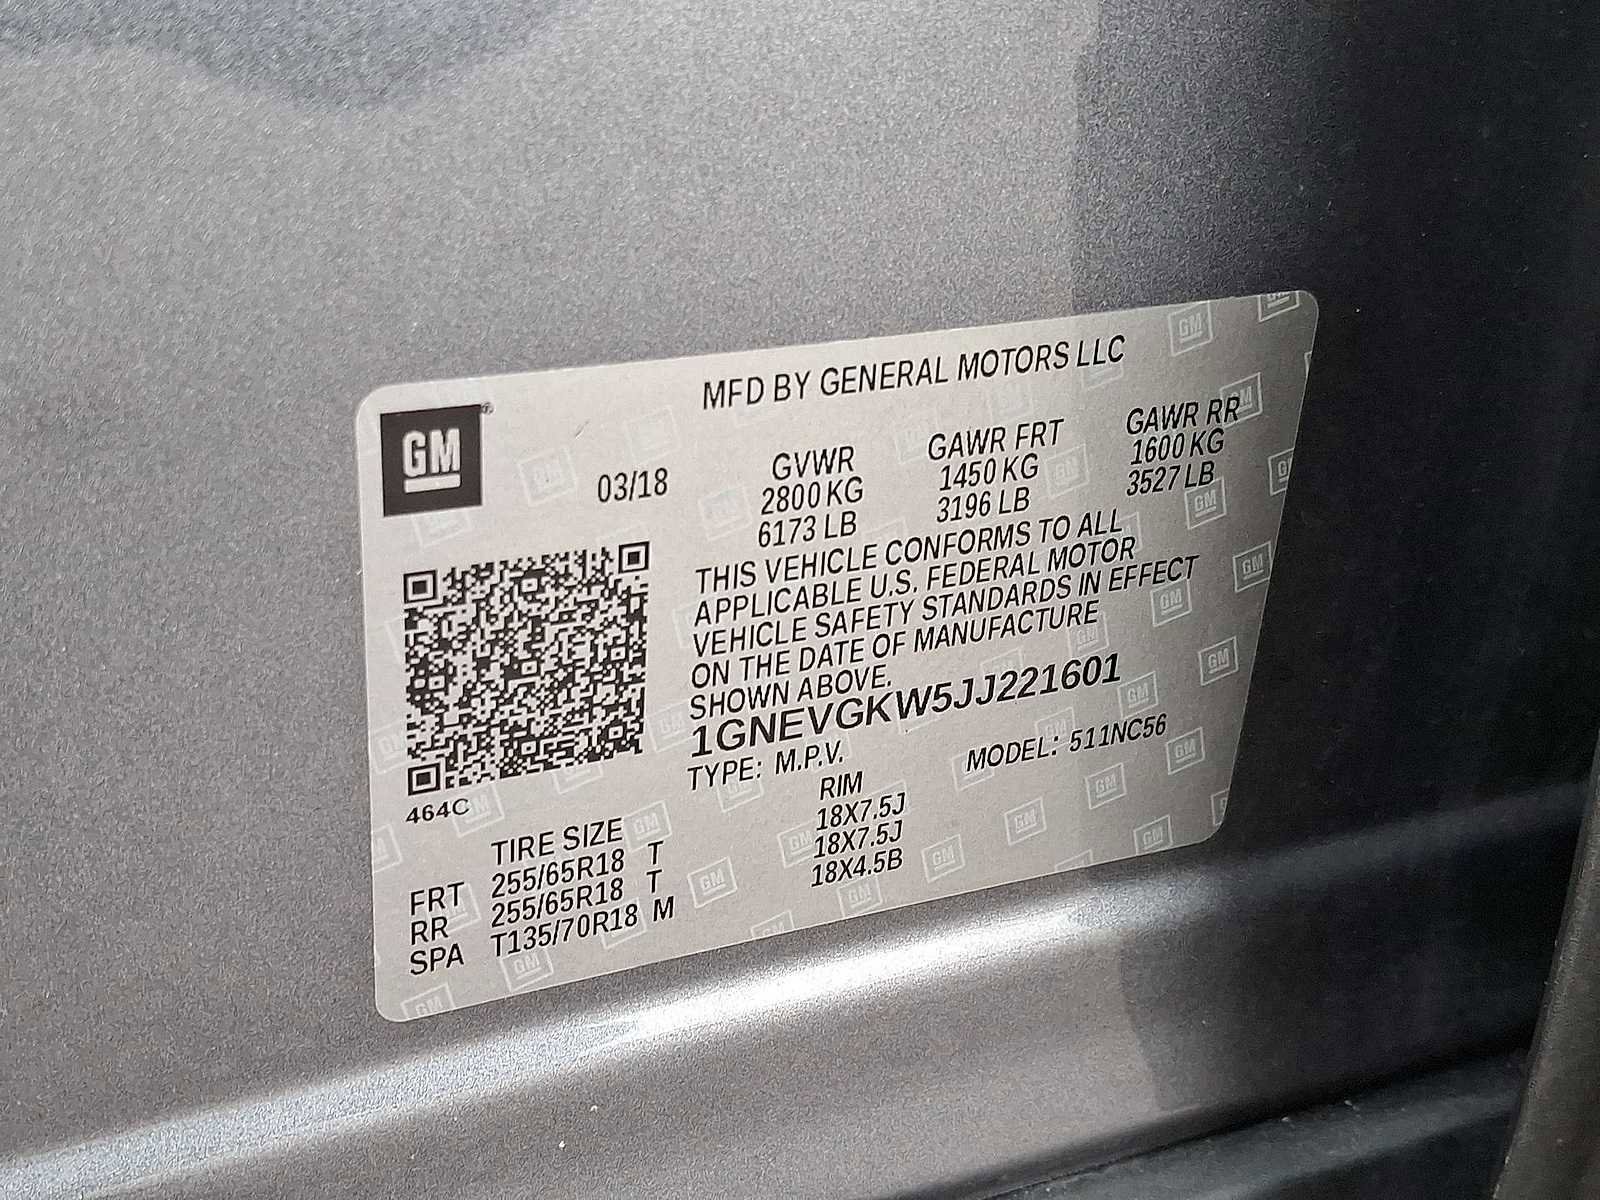 MFD BY GENERAL MOTORS LLC
GM®
03/18
GVWR GAWR FRT GAWR RR
2800 KG 1450 KG 1600 KG
6173 LB 3196 LB 3527 LB
THIS VEHICLE CONFORMS TO ALL
APPLICABLE U.S. FEDERAL MOTOR
VEHICLE SAFETY STANDARDS IN EFFECT
ON THE DATE OF MANUFACTURE
SHOWN ABOVE.
1GNEVGKW5JJ221601
TYPE: M.P.V. MODEL: 511NC56
464C
TIRE SIZE RIM
FRT 255/65R18 T 18X7.5J
RR 255/65R18 T 18X7.5J
SPA T135/70R18 M 18X4.5B